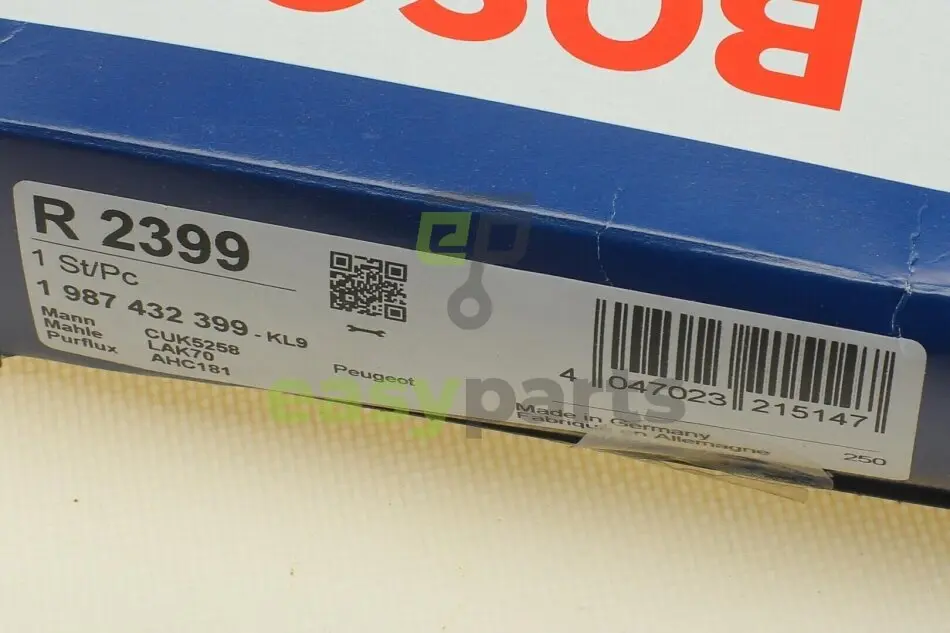 BOSC
R 2399
1 St/Pc
1 987 432 399 - KL9
Mann CUK5258
Mahle LAK70
Purflux AHC181
Peugeot
4 047023 215147
Made in Germany
Fabriqué en Allemagne
250
ep
easyparts